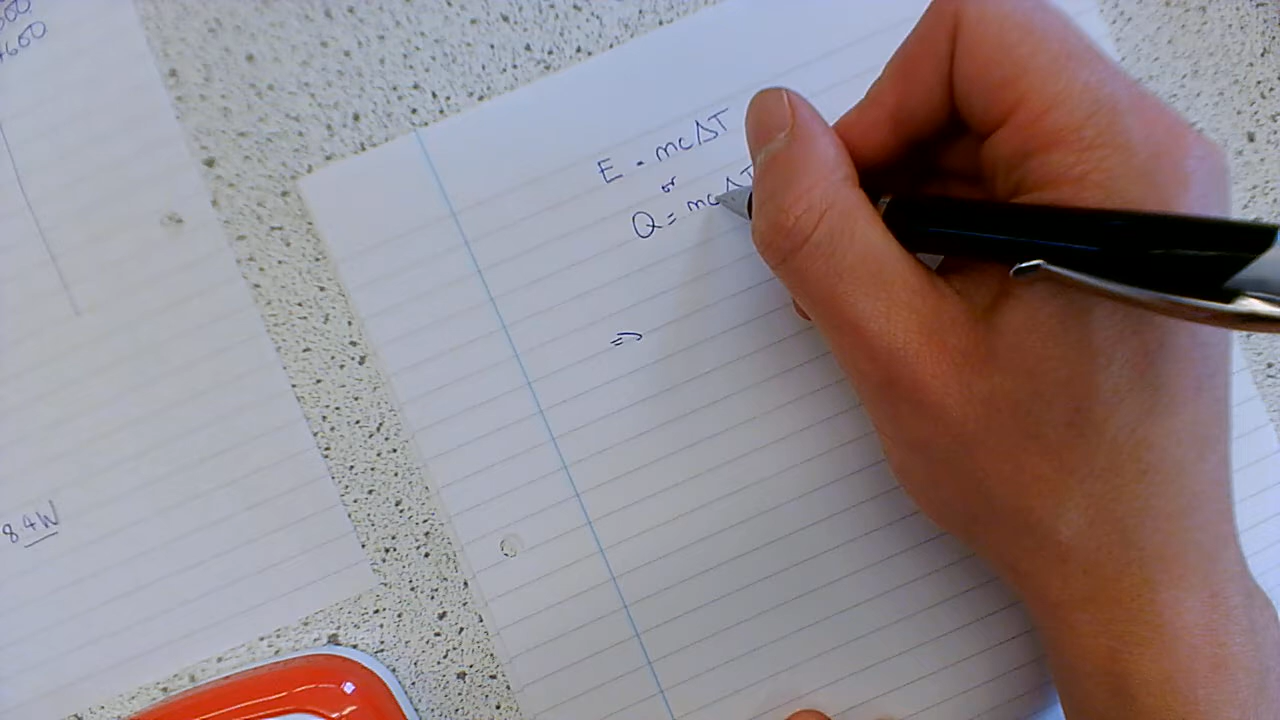 8.4W
E = mcΔT
or
Q = mcΔT
⇒